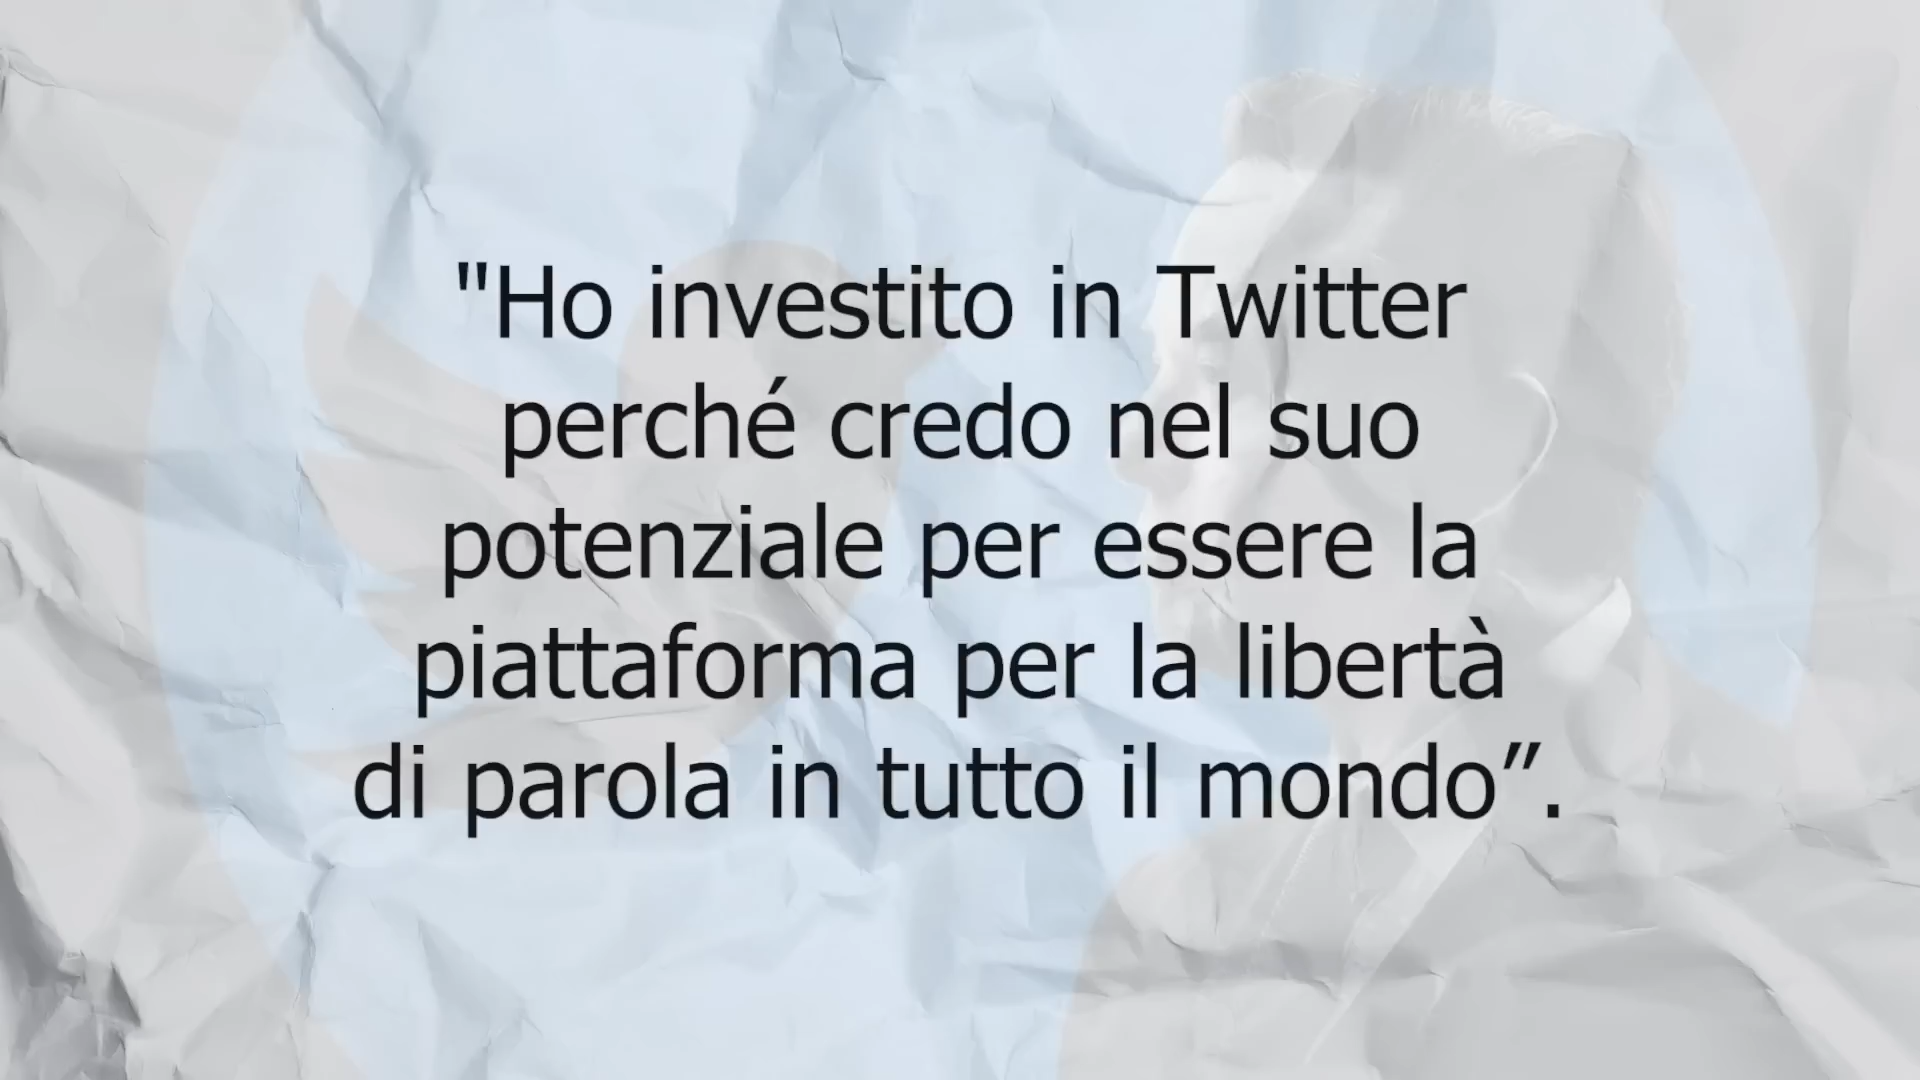 "Ho investito in Twitter
perché credo nel suo
potenziale per essere la
piattaforma per la libertà
di parola in tutto il mondo”.